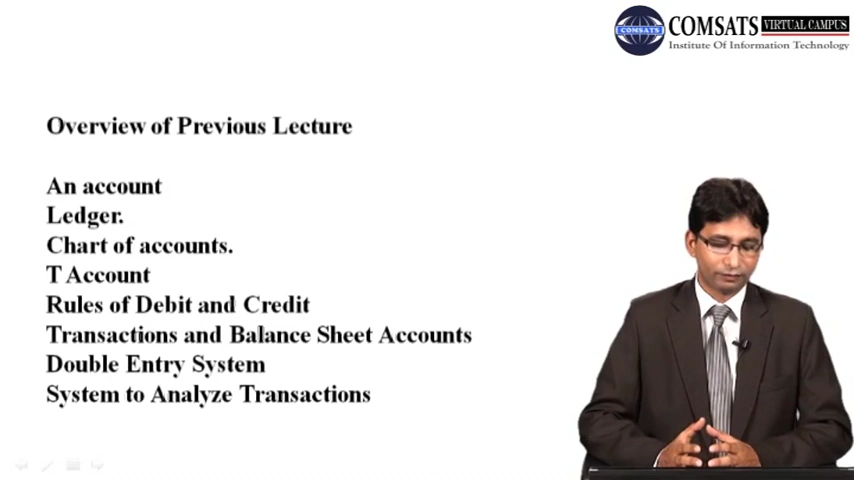 COMSATS VIRTUAL CAMPUS
COMSATS
Institute Of Information Technology
Overview of Previous Lecture
An account
Ledger.
Chart of accounts.
T Account
Rules of Debit and Credit
Transactions and Balance Sheet Accounts
Double Entry System
System to Analyze Transactions